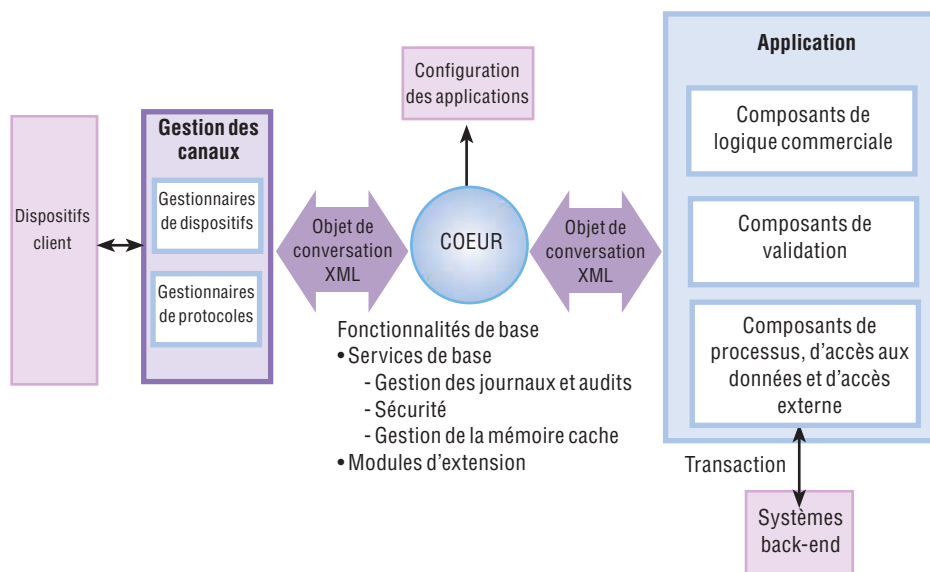 Dispositifs
client
Gestion des
canaux
Gestionnaires
de dispositifs
Gestionnaires
de protocoles
Objet de
conversation
XML
Configuration
des applications
COEUR
Fonctionnalités de base
•Services de base
- Gestion des journaux et audits
- Sécurité
- Gestion de la mémoire cache
•Modules d'extension
Objet de
conversation
XML
Application
Composants de
logique commerciale
Composants de
validation
Composants de
processus, d'accès aux
données et d'accès
externe
Transaction
Systèmes
back-end